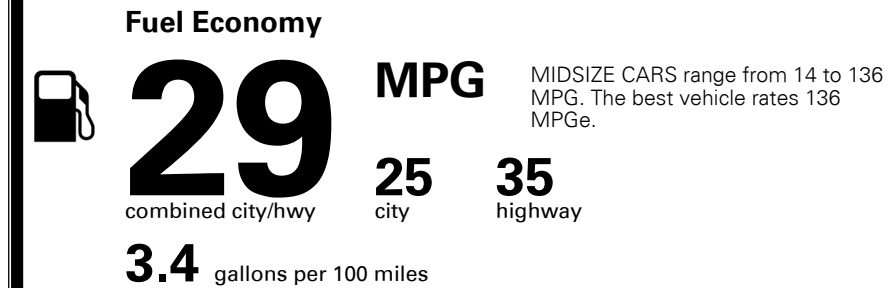 Fuel Economy
29 MPG
MIDSIZE CARS range from 14 to 136
MPG. The best vehicle rates 136
MPGe.
combined city/hwy
25
city
35
highway
3.4 gallons per 100 miles